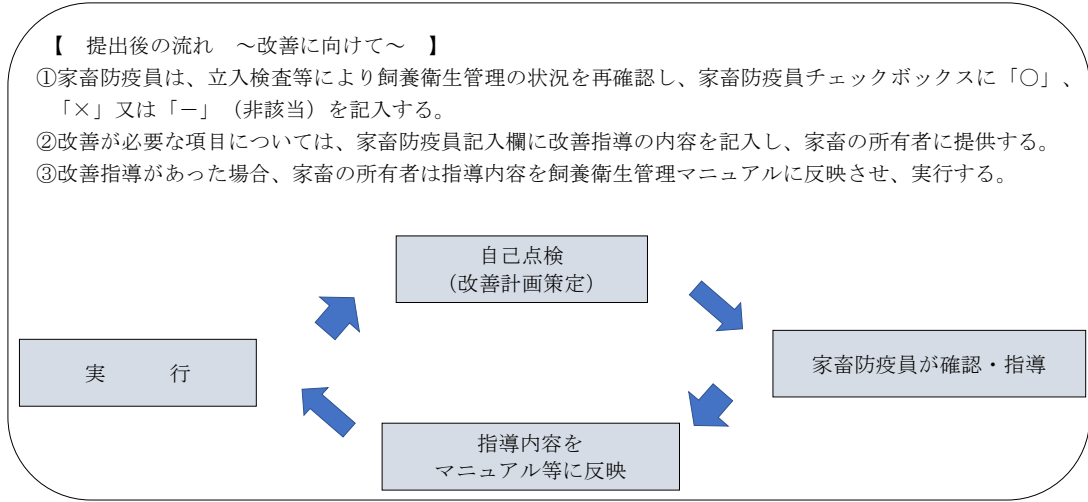 【　提出後の流れ　～改善に向けて～　】
①家畜防疫員は、立入検査等により飼養衛生管理の状況を再確認し、家畜防疫員チェックボックスに「○」、
「×」又は「－」（非該当）を記入する。
②改善が必要な項目については、家畜防疫員記入欄に改善指導の内容を記入し、家畜の所有者に提供する。
③改善指導があった場合、家畜の所有者は指導内容を飼養衛生管理マニュアルに反映させ、実行する。
自己点検
（改善計画策定）
実　　行
家畜防疫員が確認・指導
指導内容を
マニュアル等に反映